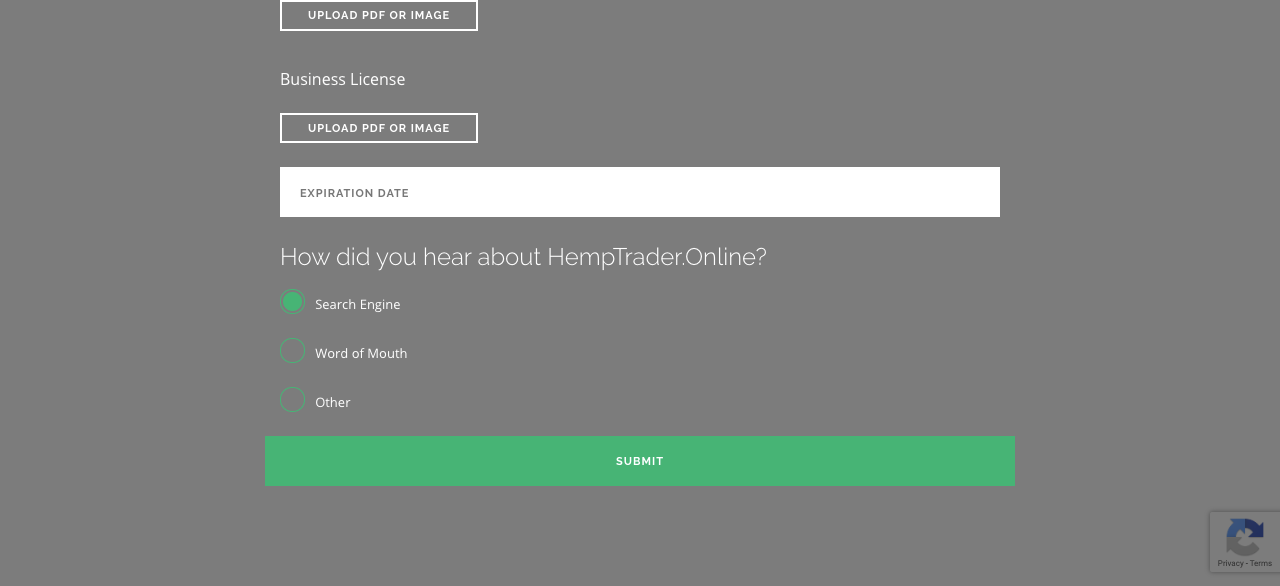 UPLOAD PDF OR IMAGE
Business License
UPLOAD PDF OR IMAGE
EXPIRATION DATE
How did you hear about HempTrader.Online?
Search Engine
Word of Mouth
Other
SUBMIT
Privacy - Terms